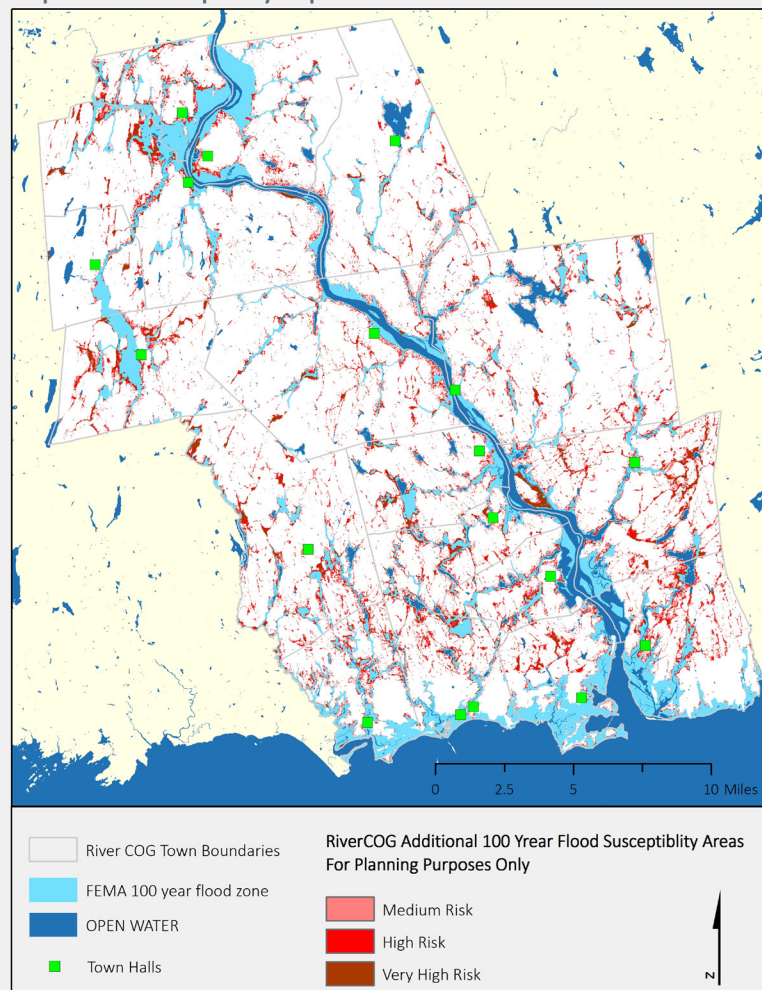 0 2.5 5 10 Miles
River COG Town Boundaries
FEMA 100 year flood zone
OPEN WATER
Town Halls
RiverCOG Additional 100 Yrear Flood Susceptiblity Areas
For Planning Purposes Only
Medium Risk
High Risk
Very High Risk
N